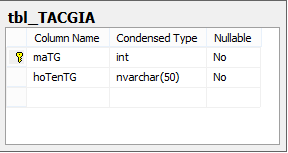 tbl_TACGIA
Column Name Condensed Type Nullable
maTG int No
hoTenTG nvarchar(50) No